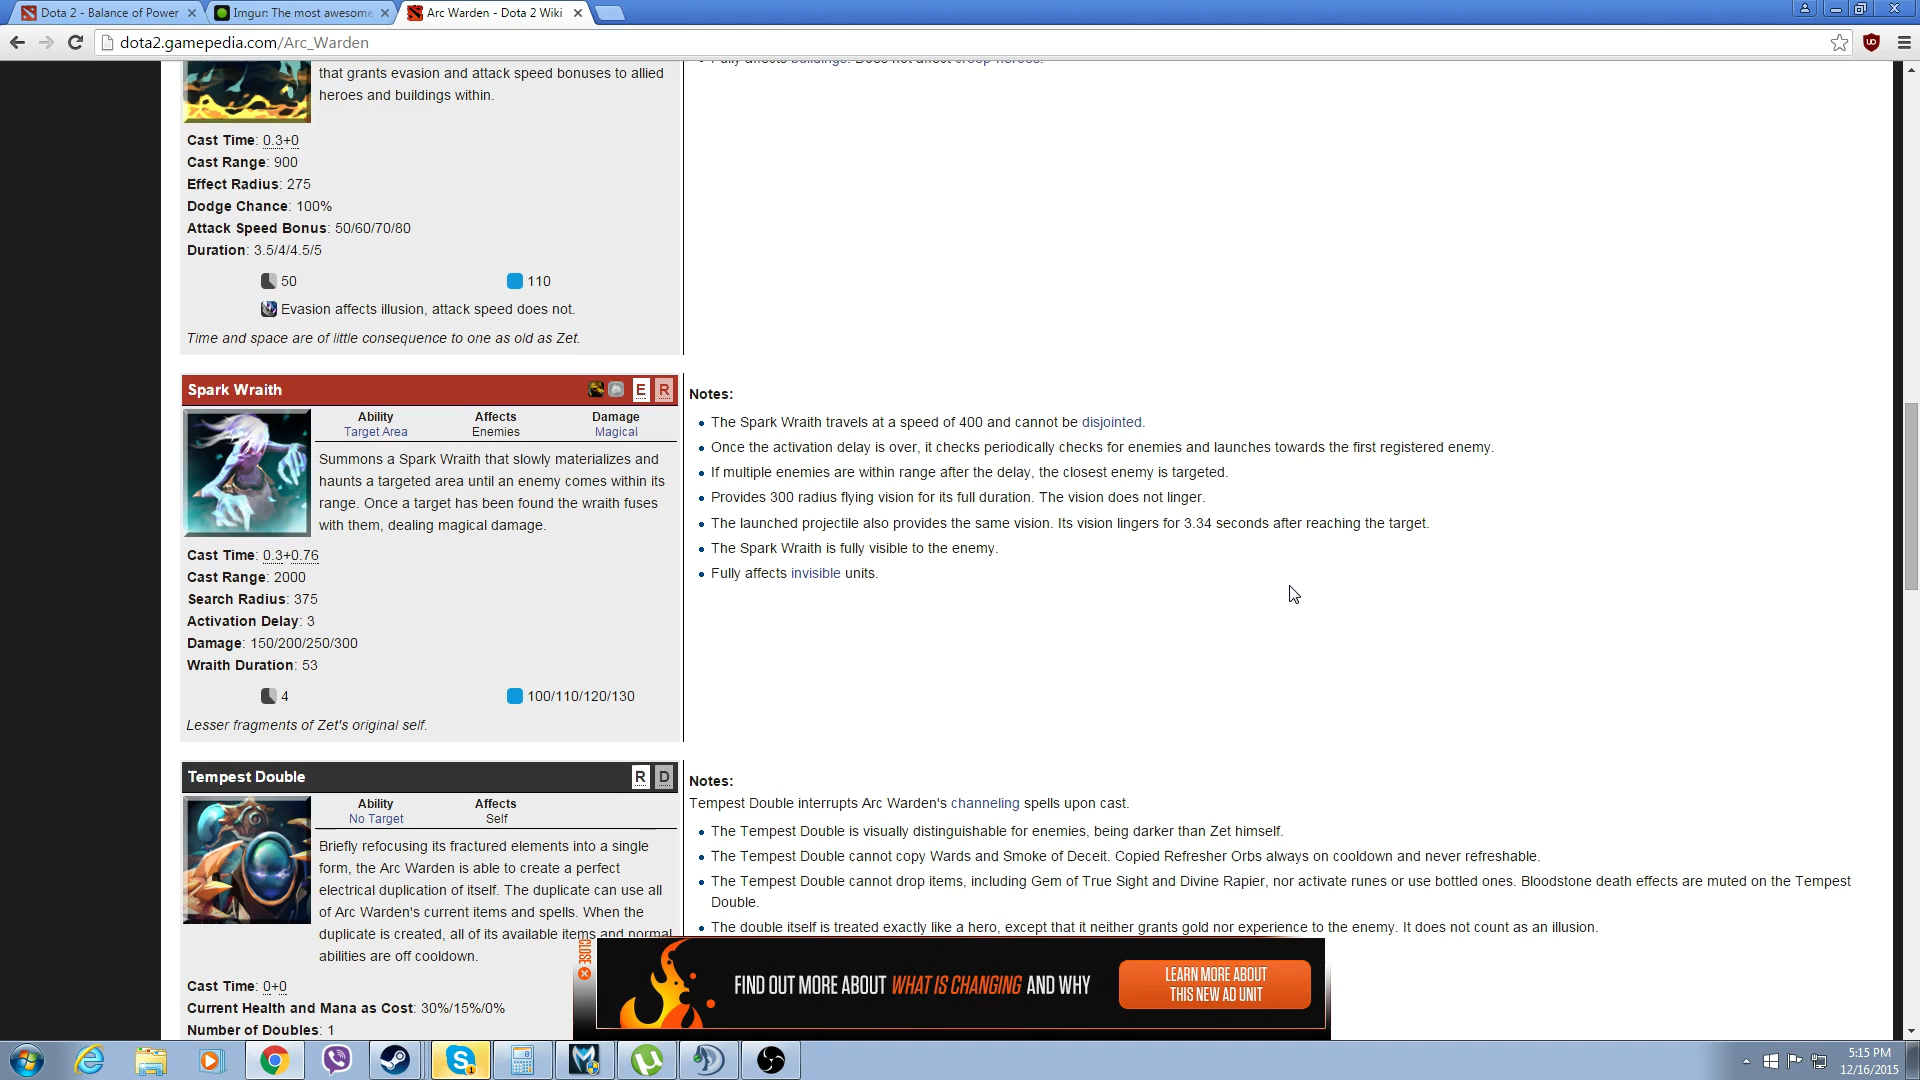 Dota 2 - Balance of Power
Imgur: The most awesome
Arc Warden - Dota 2 Wiki
dota2.gamepedia.com/Arc_Warden
that grants evasion and attack speed bonuses to allied
heroes and buildings within.
Cast Time: 0.3+0
Cast Range: 900
Effect Radius: 275
Dodge Chance: 100%
Attack Speed Bonus: 50/60/70/80
Duration: 3.5/4/4.5/5
50
110
Evasion affects illusion, attack speed does not.
Time and space are of little consequence to one as old as Zet.
Fully affects buildings. Does not affect creep-heroes.
Spark Wraith
E R
Ability
Target Area
Affects
Enemies
Damage
Magical
Summons a Spark Wraith that slowly materializes and
haunts a targeted area until an enemy comes within its
range. Once a target has been found the wraith fuses
with them, dealing magical damage.
Cast Time: 0.3+0.76
Cast Range: 2000
Search Radius: 375
Activation Delay: 3
Damage: 150/200/250/300
Wraith Duration: 53
4
100/110/120/130
Lesser fragments of Zet's original self.
Notes:
The Spark Wraith travels at a speed of 400 and cannot be disjointed.
Once the activation delay is over, it checks periodically checks for enemies and launches towards the first registered enemy.
If multiple enemies are within range after the delay, the closest enemy is targeted.
Provides 300 radius flying vision for its full duration. The vision does not linger.
The launched projectile also provides the same vision. Its vision lingers for 3.34 seconds after reaching the target.
The Spark Wraith is fully visible to the enemy.
Fully affects invisible units.
Tempest Double
R D
Ability
No Target
Affects
Self
Briefly refocusing its fractured elements into a single
form, the Arc Warden is able to create a perfect
electrical duplication of itself. The duplicate can use all
of Arc Warden's current items and spells. When the
duplicate is created, all of its available items and normal
abilities are off cooldown.
Cast Time: 0+0
Current Health and Mana as Cost: 30%/15%/0%
Number of Doubles: 1
Notes:
Tempest Double interrupts Arc Warden's channeling spells upon cast.
The Tempest Double is visually distinguishable for enemies, being darker than Zet himself.
The Tempest Double cannot copy Wards and Smoke of Deceit. Copied Refresher Orbs always on cooldown and never refreshable.
The Tempest Double cannot drop items, including Gem of True Sight and Divine Rapier, nor activate runes or use bottled ones. Bloodstone death effects are muted on the Tempest
Double.
The double itself is treated exactly like a hero, except that it neither grants gold nor experience to the enemy. It does not count as an illusion.
CLOSE
FIND OUT MORE ABOUT WHAT IS CHANGING AND WHY
LEARN MORE ABOUT
THIS NEW AD UNIT
5:15 PM
12/16/2015